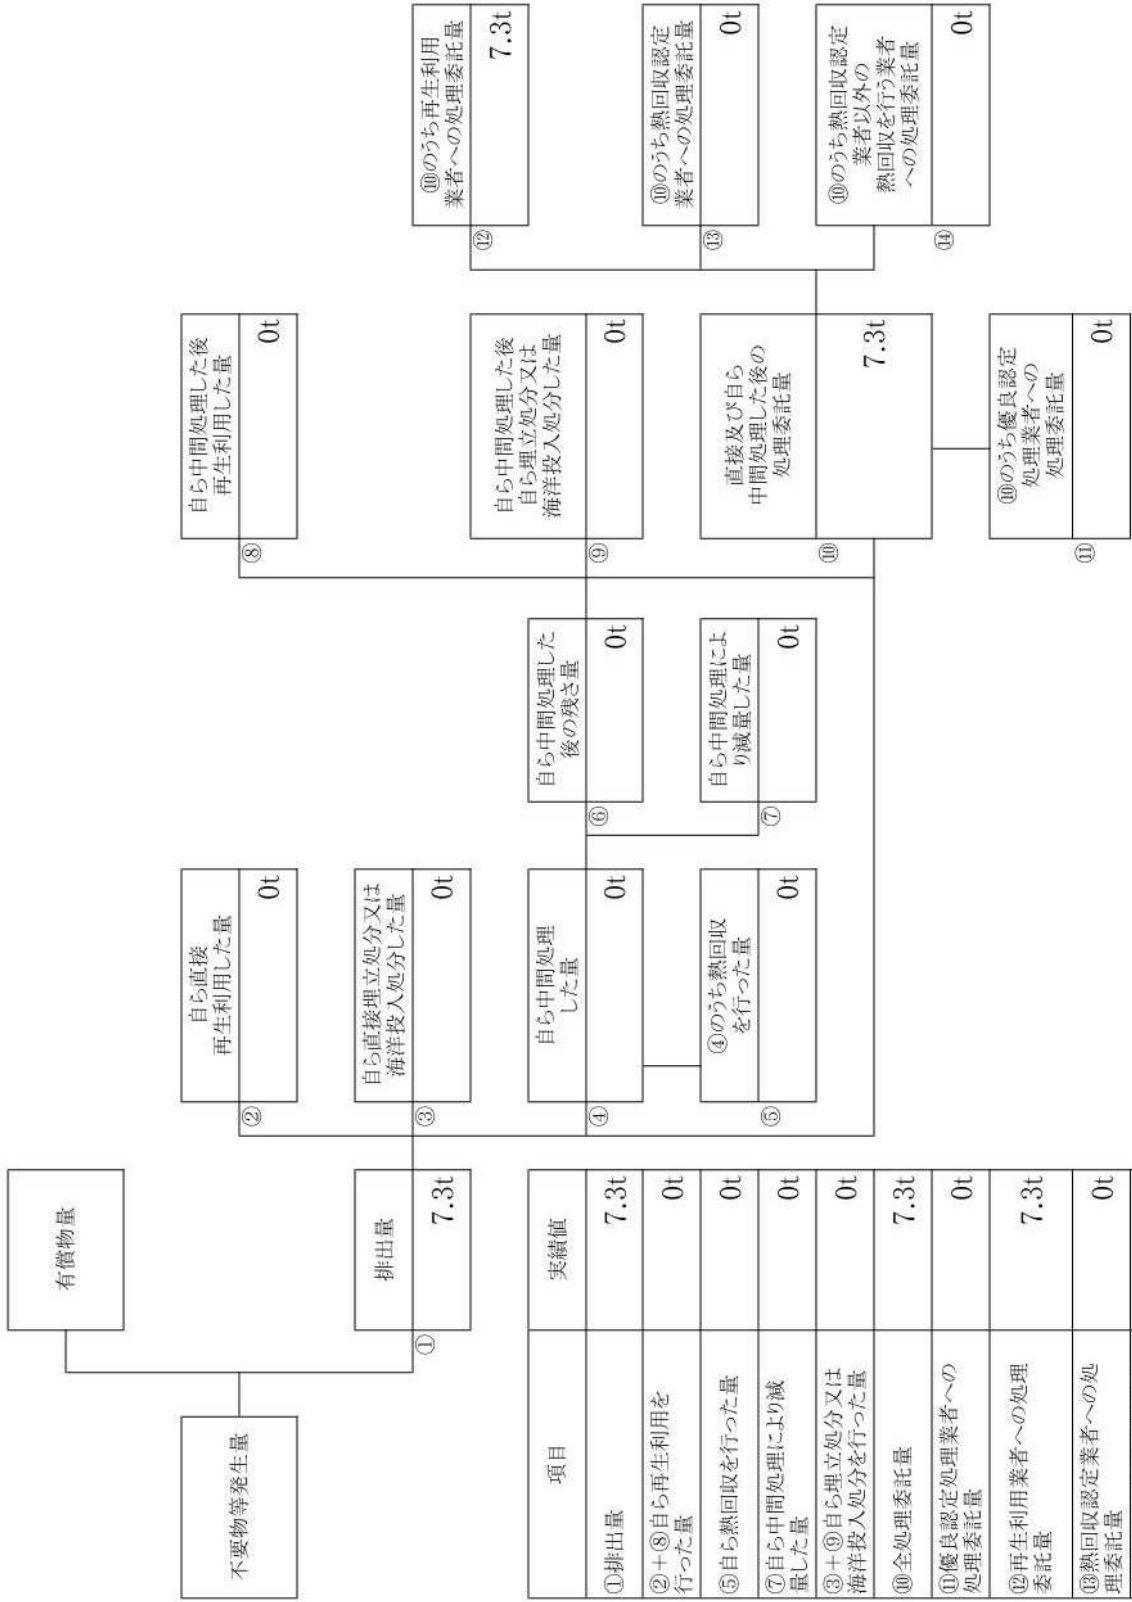 不要物等発生量
有償物量
排出量
①
7.3t
自ら直接
再生利用した量
②
0t
自ら直接埋立処分又は
海洋投入処分した量
③
0t
自ら中間処理
した量
④
0t
④のうち熱回収
を行った量
⑤
0t
自ら中間処理した
後の残さ量
⑥
0t
自ら中間処理によ
り減量した量
⑦
0t
自ら中間処理した後
再生利用した量
⑧
0t
自ら中間処理した後
自ら埋立処分又は
海洋投入処分した量
⑨
0t
直接及び自ら
中間処理した後の
処理委託量
⑩
7.3t
⑩のうち優良認定
処理業者への
処理委託量
⑪
0t
⑩のうち再生利用
業者への処理委託量
⑫
7.3t
⑩のうち熱回収認定
業者への処理委託量
⑬
0t
⑩のうち熱回収認定
業者以外の
熱回収を行う業者
への処理委託量
⑭
0t
項目 実績値
①排出量 7.3t
②+⑧自ら再生利用を
行った量 0t
⑤自ら熱回収を行った量 0t
⑦自ら中間処理により減
量した量 0t
③+⑨自ら埋立処分又は
海洋投入処分を行った量 0t
⑩全処理委託量 7.3t
⑪優良認定処理業者への
処理委託量 0t
⑫再生利用業者への処理
委託量 7.3t
⑬熱回収認定業者への処
理委託量 0t